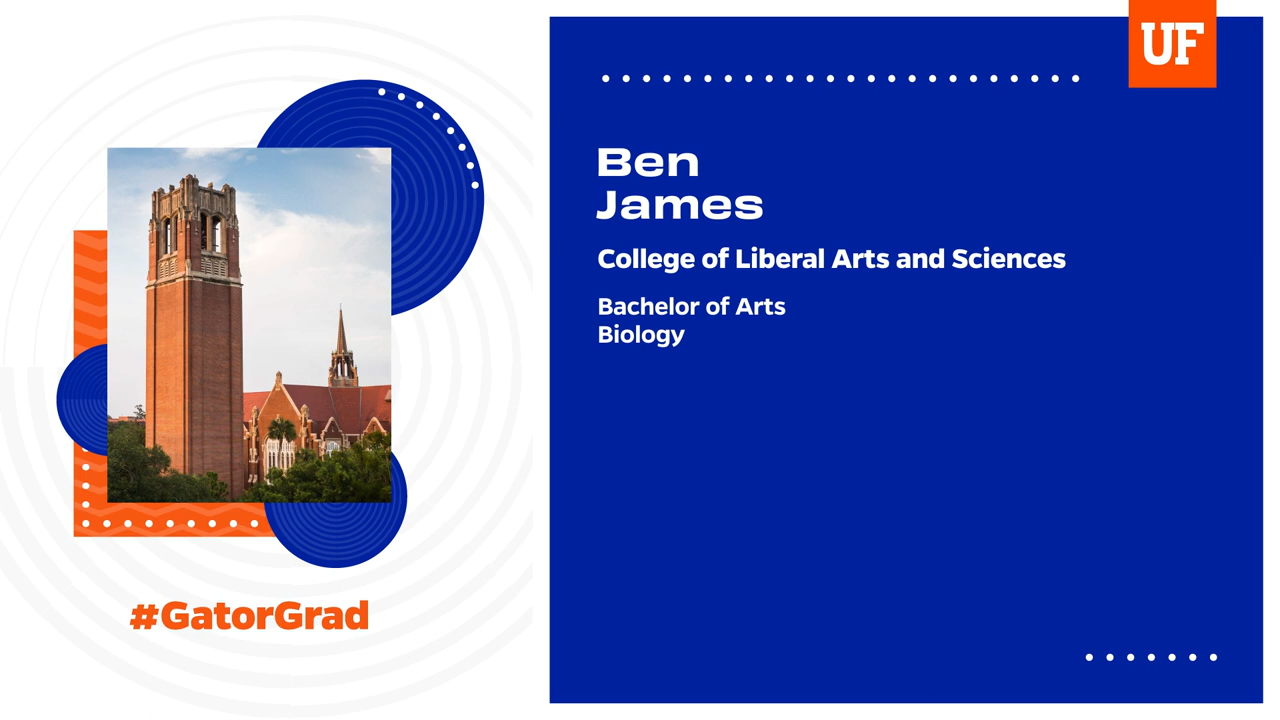 UF
Ben
James
College of Liberal Arts and Sciences
Bachelor of Arts
Biology
#GatorGrad